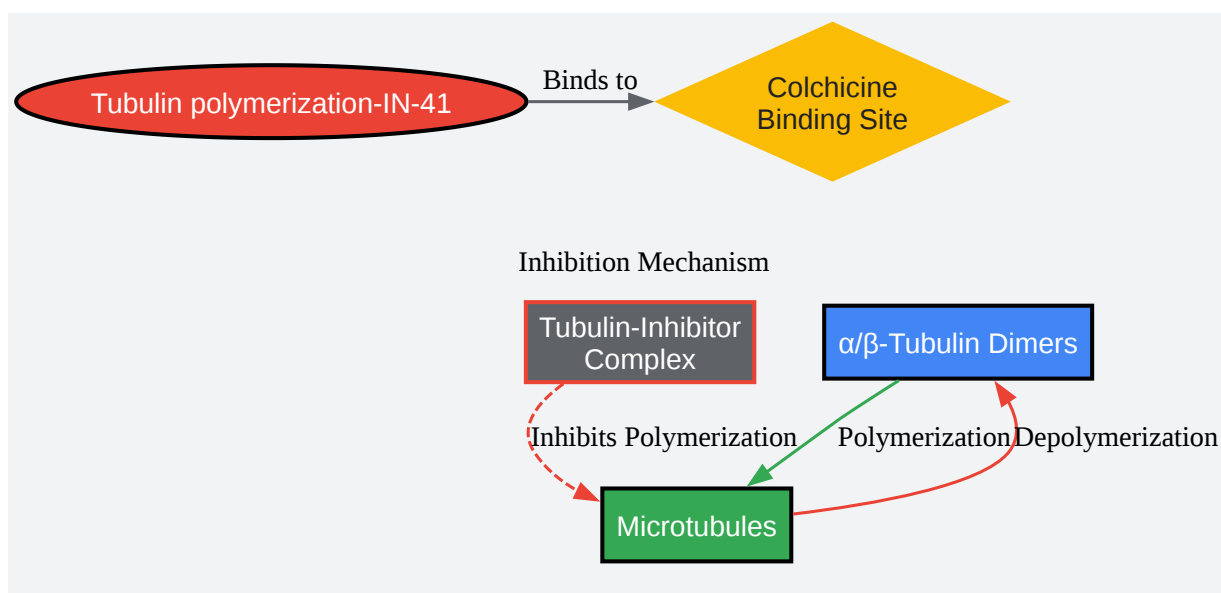 Binds to
Tubulin polymerization-IN-41
Colchicine
Binding Site
Inhibition Mechanism
Tubulin-Inhibitor
Complex
α/β-Tubulin Dimers
Inhibits Polymerization
Polymerization
Depolymerization
Microtubules